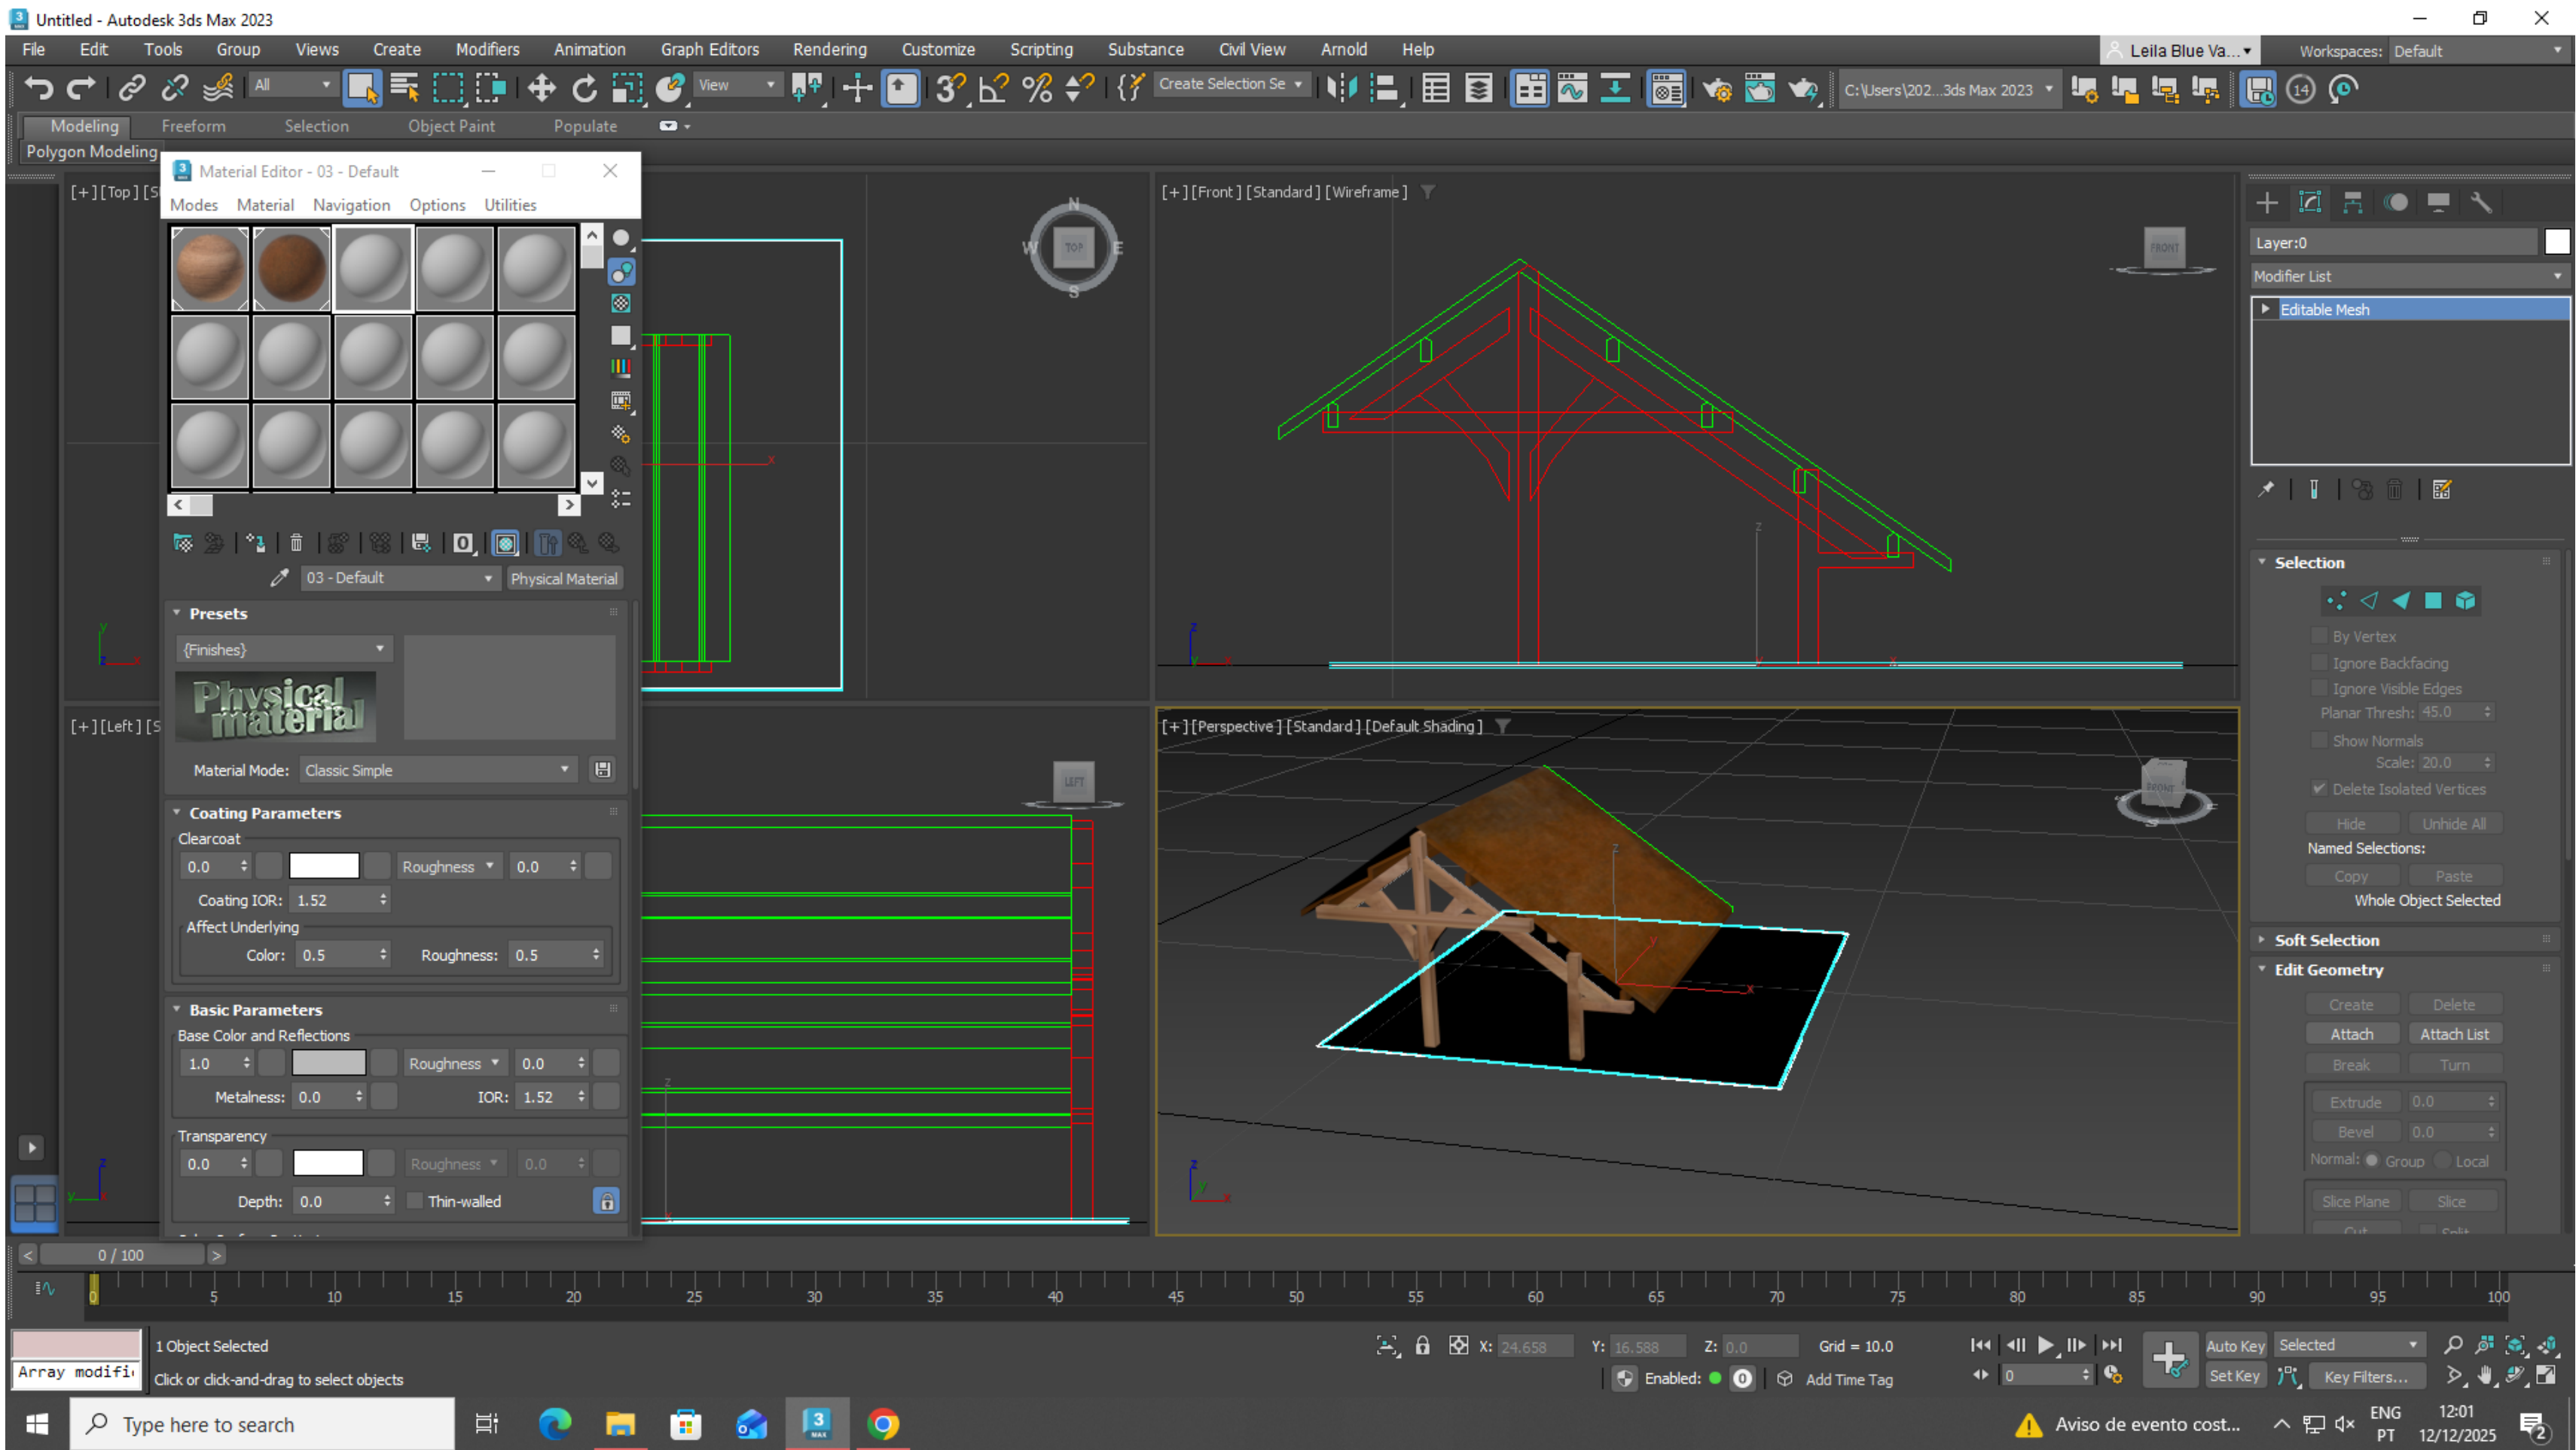 Untitled - Autodesk 3ds Max 2023
File Edit Tools Group Views Create Modifiers Animation Graph Editors Rendering Customize Scripting Substance Civil View Arnold Help
Leila Blue Va...
Workspaces: Default
All
View
Create Selection Se
C:\Users\202...3ds Max 2023
14
Modeling Freeform Selection Object Paint Populate
Polygon Modeling
Material Editor - 03 - Default
Modes Material Navigation Options Utilities
03 - Default
Physical Material
Presets
{Finishes}
Physical material
Material Mode: Classic Simple
Coating Parameters
Clearcoat
0.0 Roughness 0.0
Coating IOR: 1.52
Affect Underlying
Color: 0.5 Roughness: 0.5
Basic Parameters
Base Color and Reflections
1.0 Roughness 0.0
Metalness: 0.0 IOR: 1.52
Transparency
0.0 Roughness 0.0
Depth: 0.0 Thin-walled
[+][Top][S
N
W TOP E
S
[+][Front][Standard][Wireframe]
FRONT
[+][Left][S
LEFT
[+][Perspective][Standard][Default Shading]
FRONT
S
Layer:0
Modifier List
Editable Mesh
Selection
By Vertex
Ignore Backfacing
Ignore Visible Edges
Planar Thresh: 45.0
Show Normals
Scale: 20.0
Delete Isolated Vertices
Hide Unhide All
Named Selections:
Copy Paste
Whole Object Selected
Soft Selection
Edit Geometry
Create Delete
Attach Attach List
Break Turn
Extrude 0.0
Bevel 0.0
Normal: Group Local
Slice Plane Slice
Cut Split
< 0 / 100 >
0 5 10 15 20 25 30 35 40 45 50 55 60 65 70 75 80 85 90 95 100
1 Object Selected
Array modifi
Click or click-and-drag to select objects
X: 24.658 Y: 16.588 Z: 0.0 Grid = 10.0
Enabled: 0 Add Time Tag
0
Auto Key Selected
Set Key Key Filters...
Type here to search
3
MAX
Aviso de evento cost...
ENG
PT
12:01
12/12/2025
2